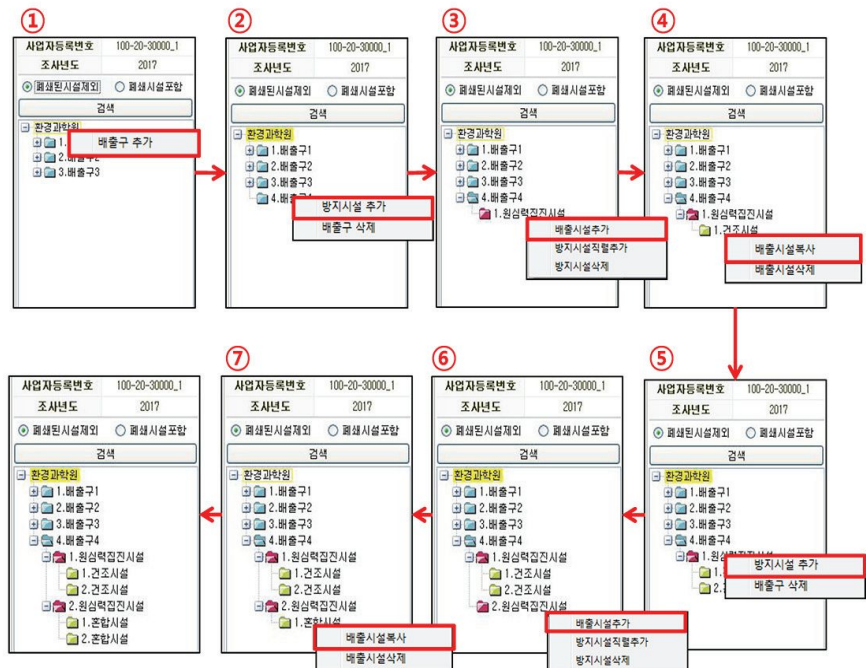 ①
사업자등록번호 100-20-30000_1
조사년도 2017
폐쇄된시설제외 폐쇄시설포함
검색
환경과학원
1.
배출구 추가
2.배출구2
3.배출구3
②
사업자등록번호 100-20-30000_1
조사년도 2017
폐쇄된시설제외 폐쇄시설포함
검색
환경과학원
1.배출구1
2.배출구2
3.배출구3
4.배출구4
방지시설 추가
배출구 삭제
③
사업자등록번호 100-20-30000_1
조사년도 2017
폐쇄된시설제외 폐쇄시설포함
검색
환경과학원
1.배출구1
2.배출구2
3.배출구3
4.배출구4
1.원심력집진시설
배출시설추가
방지시설직렬추가
방지시설삭제
④
사업자등록번호 100-20-30000_1
조사년도 2017
폐쇄된시설제외 폐쇄시설포함
검색
환경과학원
1.배출구1
2.배출구2
3.배출구3
4.배출구4
1.원심력집진시설
1.건조시설
배출시설복사
배출시설삭제
⑤
사업자등록번호 100-20-30000_1
조사년도 2017
폐쇄된시설제외 폐쇄시설포함
검색
환경과학원
1.배출구1
2.배출구2
3.배출구3
4.배출구4
1.원심력집진시설
1.
방지시설 추가
2.
배출구 삭제
⑥
사업자등록번호 100-20-30000_1
조사년도 2017
폐쇄된시설제외 폐쇄시설포함
검색
환경과학원
1.배출구1
2.배출구2
3.배출구3
4.배출구4
1.원심력집진시설
1.건조시설
2.건조시설
2.원심력집진시설
배출시설추가
방지시설직렬추가
방지시설삭제
⑦
사업자등록번호 100-20-30000_1
조사년도 2017
폐쇄된시설제외 폐쇄시설포함
검색
환경과학원
1.배출구1
2.배출구2
3.배출구3
4.배출구4
1.원심력집진시설
1.건조시설
2.건조시설
2.원심력집진시설
1.혼합시설
배출시설복사
배출시설삭제
사업자등록번호 100-20-30000_1
조사년도 2017
폐쇄된시설제외 폐쇄시설포함
검색
환경과학원
1.배출구1
2.배출구2
3.배출구3
4.배출구4
1.원심력집진시설
1.건조시설
2.건조시설
2.원심력집진시설
1.혼합시설
2.혼합시설